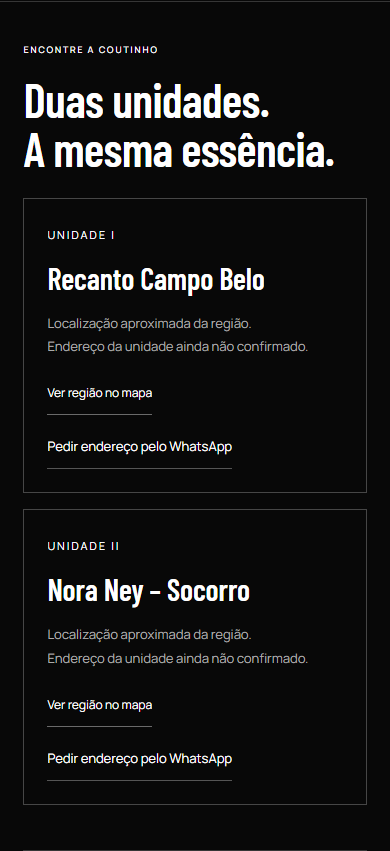 ENCONTRE A COUTINHO
Duas unidades.
A mesma essência.
UNIDADE I
Recanto Campo Belo
Localização aproximada da região.
Endereço da unidade ainda não confirmado.
Ver região no mapa
Pedir endereço pelo WhatsApp
UNIDADE II
Nora Ney – Socorro
Localização aproximada da região.
Endereço da unidade ainda não confirmado.
Ver região no mapa
Pedir endereço pelo WhatsApp